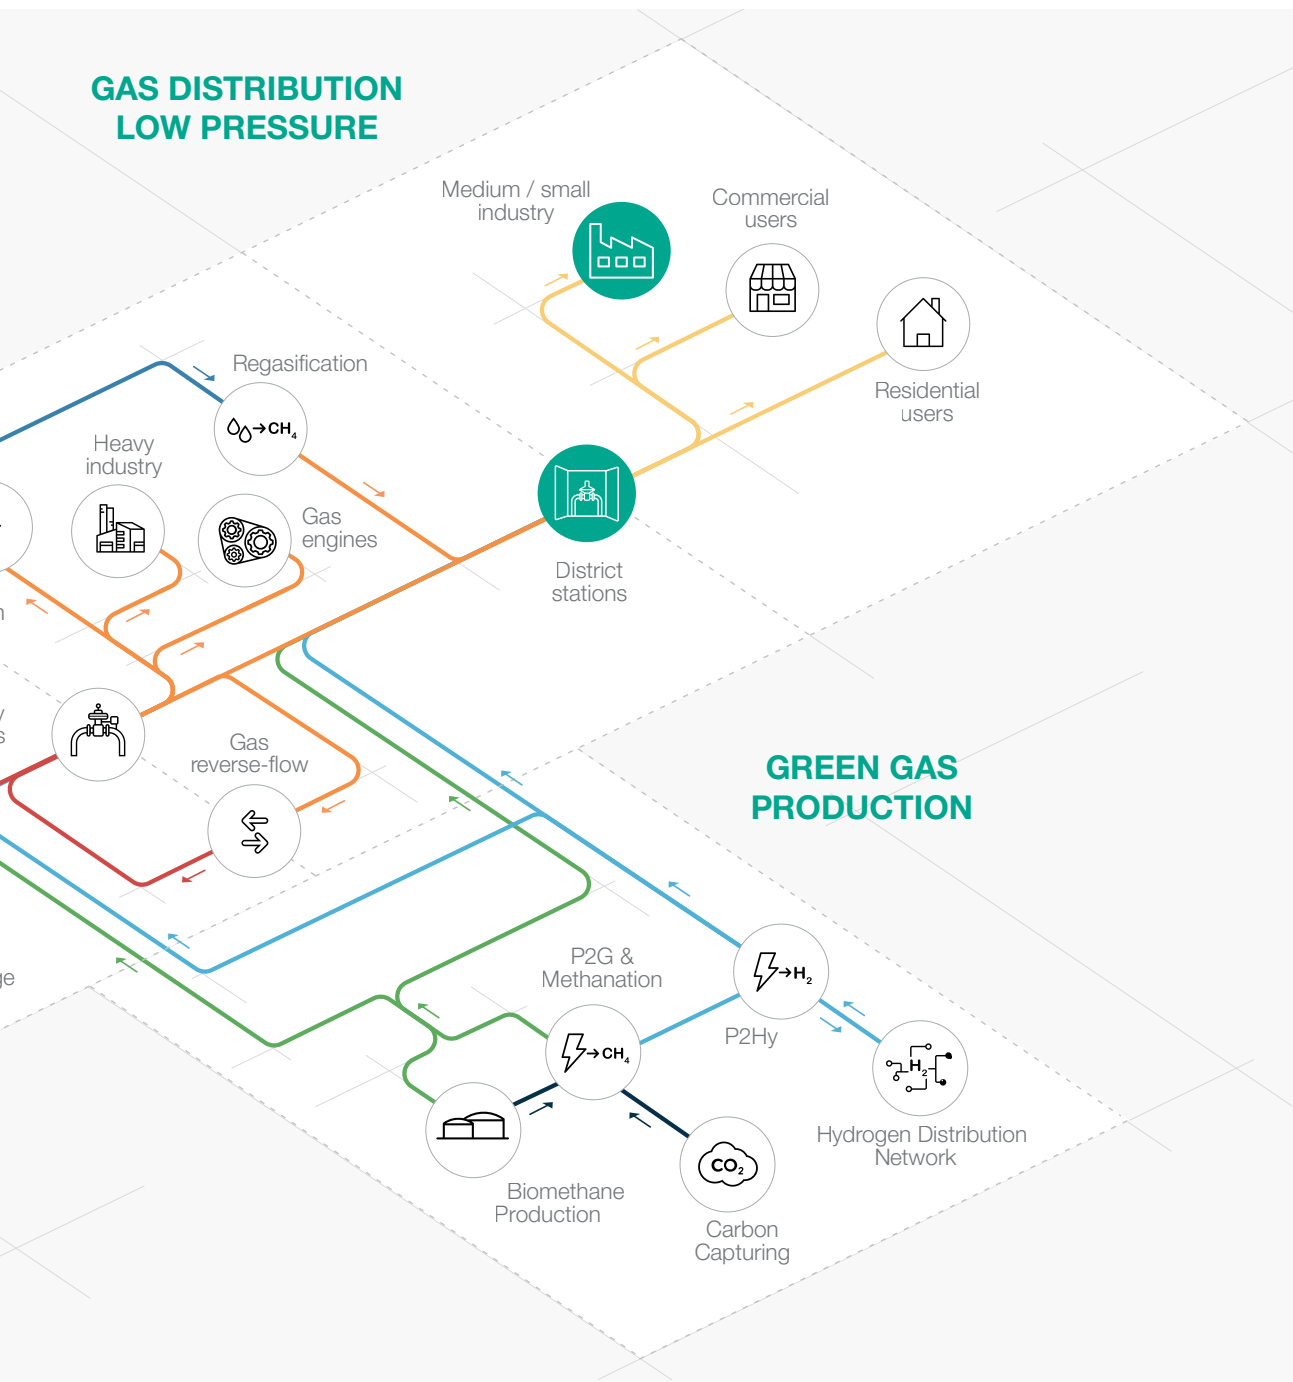 GAS DISTRIBUTION
LOW PRESSURE
Medium / small
industry
Commercial
users
Residential
users
Regasification
→CH₄
Heavy
industry
Gas
engines
District
stations
Gas
reverse-flow
GREEN GAS
PRODUCTION
P2G &
Methanation
→CH₄
→H₂
P2Hy
H₂
Hydrogen Distribution
Network
Biomethane
Production
CO₂
Carbon
Capturing